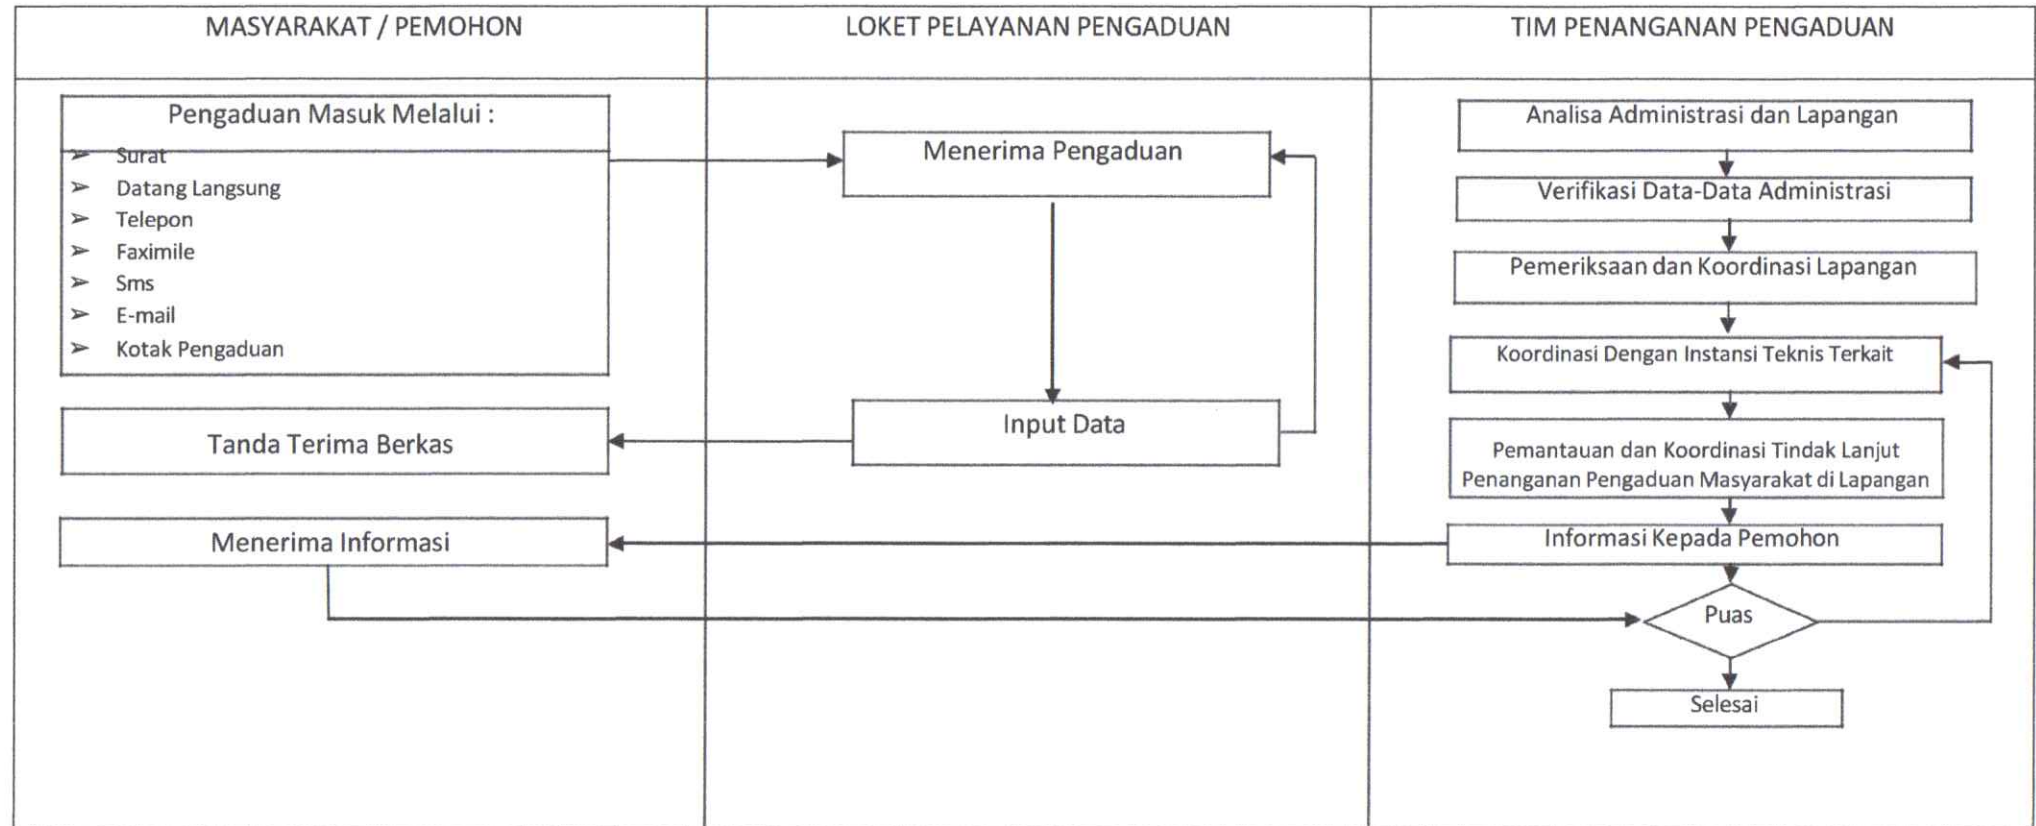 MASYARAKAT / PEMOHON
LOKET PELAYANAN PENGADUAN
TIM PENANGANAN PENGADUAN
Pengaduan Masuk Melalui :
➢ Surat
➢ Datang Langsung
➢ Telepon
➢ Faximile
➢ Sms
➢ E-mail
➢ Kotak Pengaduan
Tanda Terima Berkas
Menerima Informasi
Menerima Pengaduan
Input Data
Analisa Administrasi dan Lapangan
Verifikasi Data-Data Administrasi
Pemeriksaan dan Koordinasi Lapangan
Koordinasi Dengan Instansi Teknis Terkait
Pemantauan dan Koordinasi Tindak Lanjut
Penanganan Pengaduan Masyarakat di Lapangan
Informasi Kepada Pemohon
Puas
Selesai